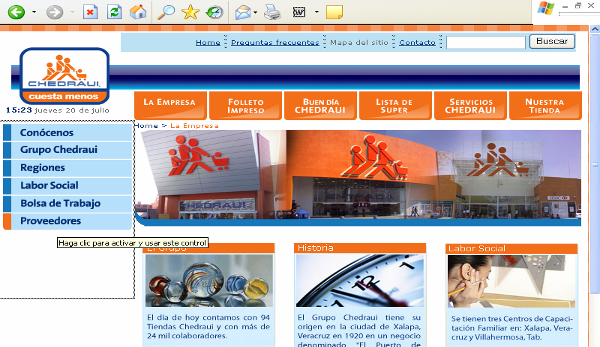 Home Preguntas frecuentes Mapa del sitio Contacto Buscar
CHEDRAUI
cuesta menos
15:23 jueves 20 de julio
LA EMPRESA
FOLLETO IMPRESO
BUEN DÍA CHEDRAUI
LISTA DE SUPER
SERVICIOS CHEDRAUI
NUESTRA TIENDA
Home > La Empresa
Conócenos
Grupo Chedraui
Regiones
Labor Social
Bolsa de Trabajo
Proveedores
Haga clic para activar y usar este control
CHEDRAUI
El Grupo
El día de hoy contamos con 94
Tiendas Chedraui y con más de
24 mil colaboradores.
Historia
El Grupo Chedraui tiene su
origen en la ciudad de Xalapa,
Veracruz en 1920 en un negocio
denominado "El Puerto de
Labor Social
Se tienen tres Centros de Capaci-
tación Familiar en: Xalapa, Vera-
cruz y Villahermosa, Tab.